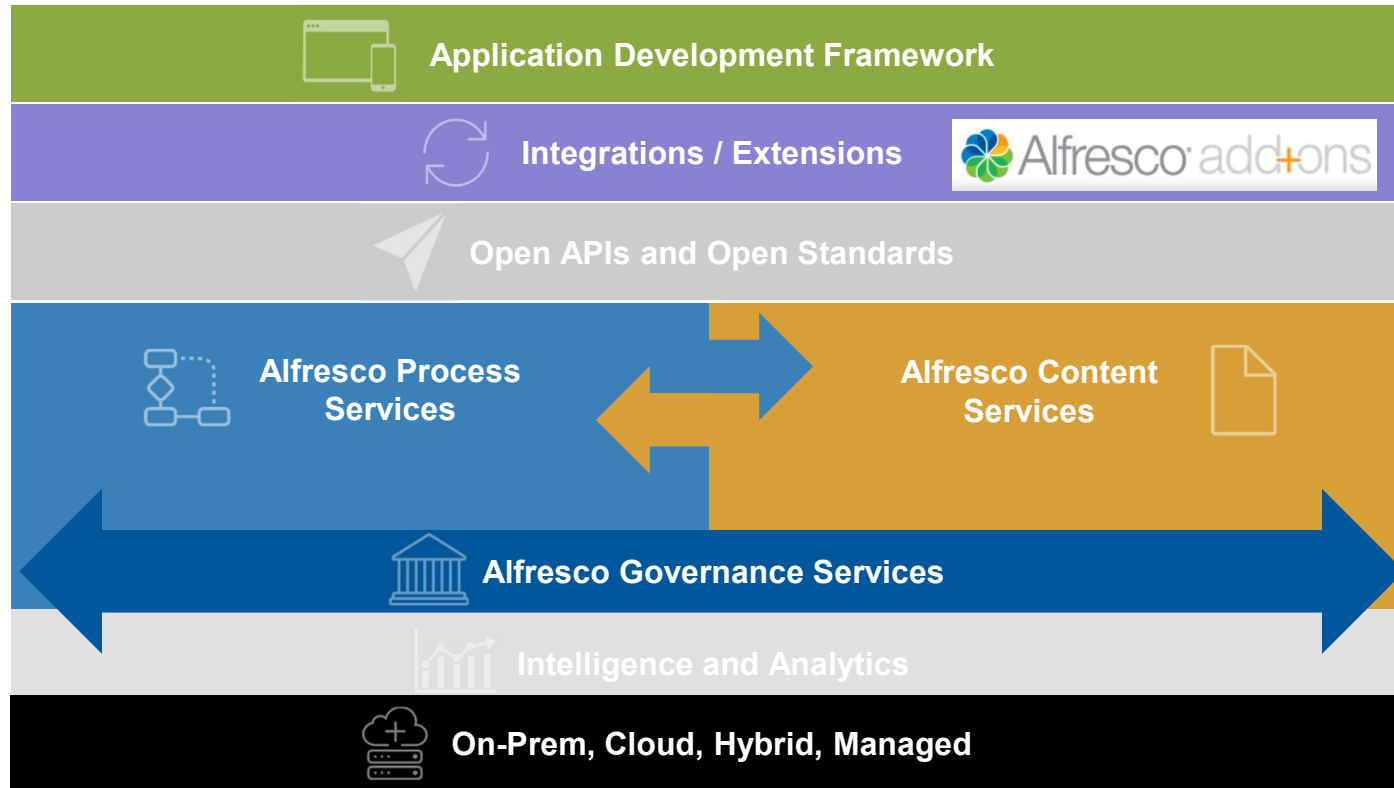 Application Development Framework
Integrations / Extensions
Alfresco add+ons
Open APIs and Open Standards
Alfresco Process
Services
Alfresco Content
Services
Alfresco Governance Services
Intelligence and Analytics
On-Prem, Cloud, Hybrid, Managed